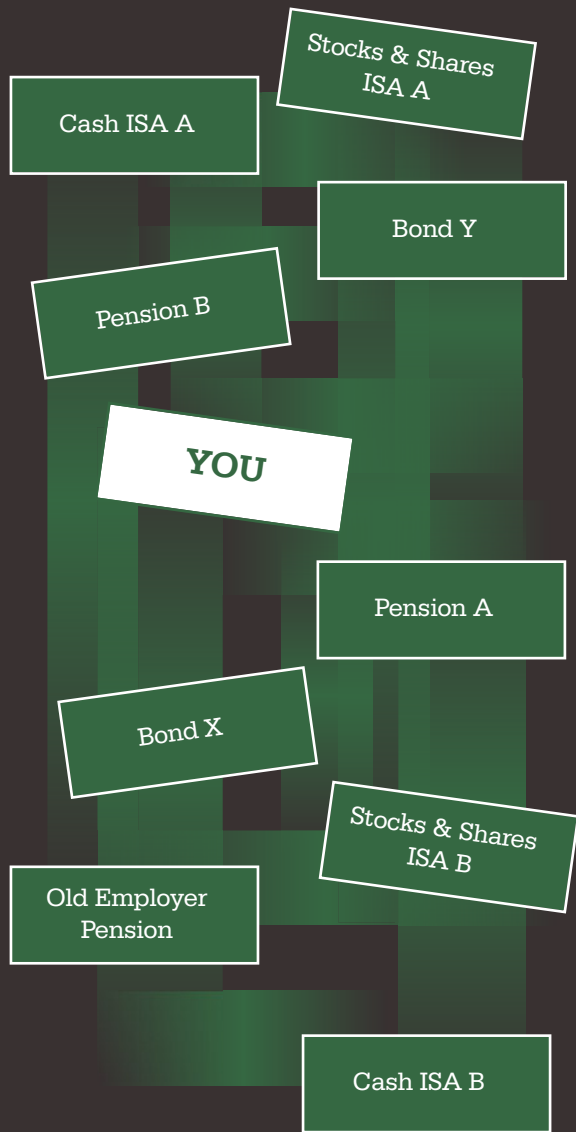 Stocks & Shares
ISA A
Cash ISA A
Bond Y
Pension B
YOU
Pension A
Bond X
Stocks & Shares
ISA B
Old Employer
Pension
Cash ISA B